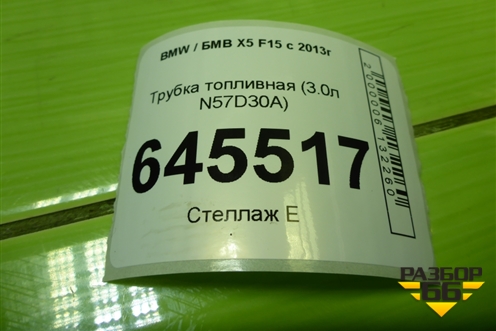 BMW / БМВ X5 F15 с 2013г
Трубка топливная (3.0л
N57D30A)
645517
Стеллаж Е
2000006132260
РАЗБОР
66